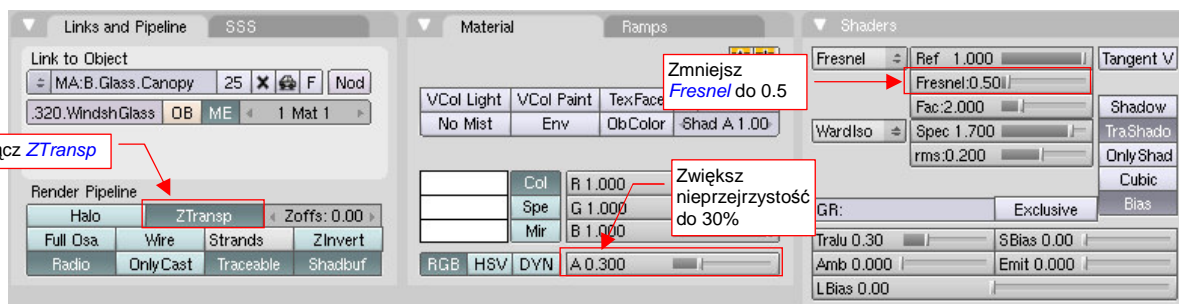 Links and Pipeline SSS
Link to Object
MA:B.Glass.Canopy 25 F Nod
.320.WindshGlass OB ME 1 Mat 1
ZTransp
Render Pipeline
Halo ZTransp Zoffs: 0.00
Full Osa Wire Strands ZInvert
Radio OnlyCast Traceable Shadbuf
Material Ramps
VCol Light VCol Paint TexFace
No Mist Env ObColor Shad A 1.00
Zmniejsz
Fresnel do 0.5
Col R 1.000
Spe G 1.000
Mir B 1.000
RGB HSV DYN A 0.300
Zwiększ
nieprzejrzystość
do 30%
Shaders
Fresnel Ref 1.000 Tangent V
Fresnel:0.50
Fac:2.000 Shadow
WardIso Spec 1.700 TraShado
rms:0.200 OnlyShad
Cubic
GR: Exclusive Bias
Tralu 0.30 SBias 0.00
Amb 0.000 Emit 0.000
LBias 0.00